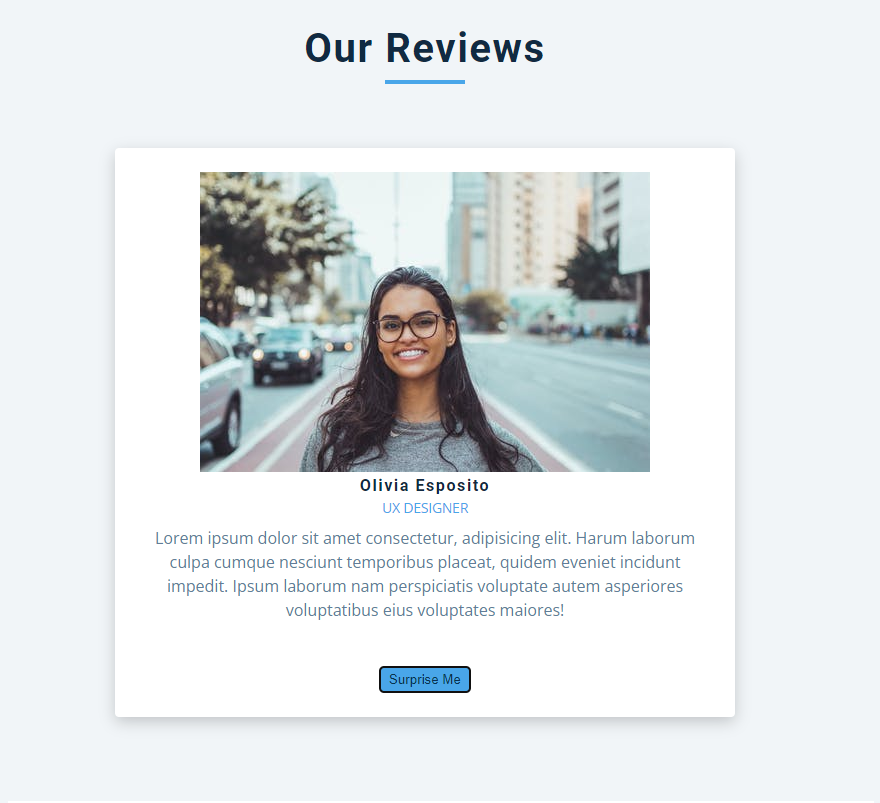 Our Reviews
Olivia Esposito
UX DESIGNER
Lorem ipsum dolor sit amet consectetur, adipisicing elit. Harum laborum
culpa cumque nesciunt temporibus placeat, quidem eveniet incidunt
impedit. Ipsum laborum nam perspiciatis voluptate autem asperiores
voluptatibus eius voluptates maiores!
Surprise Me